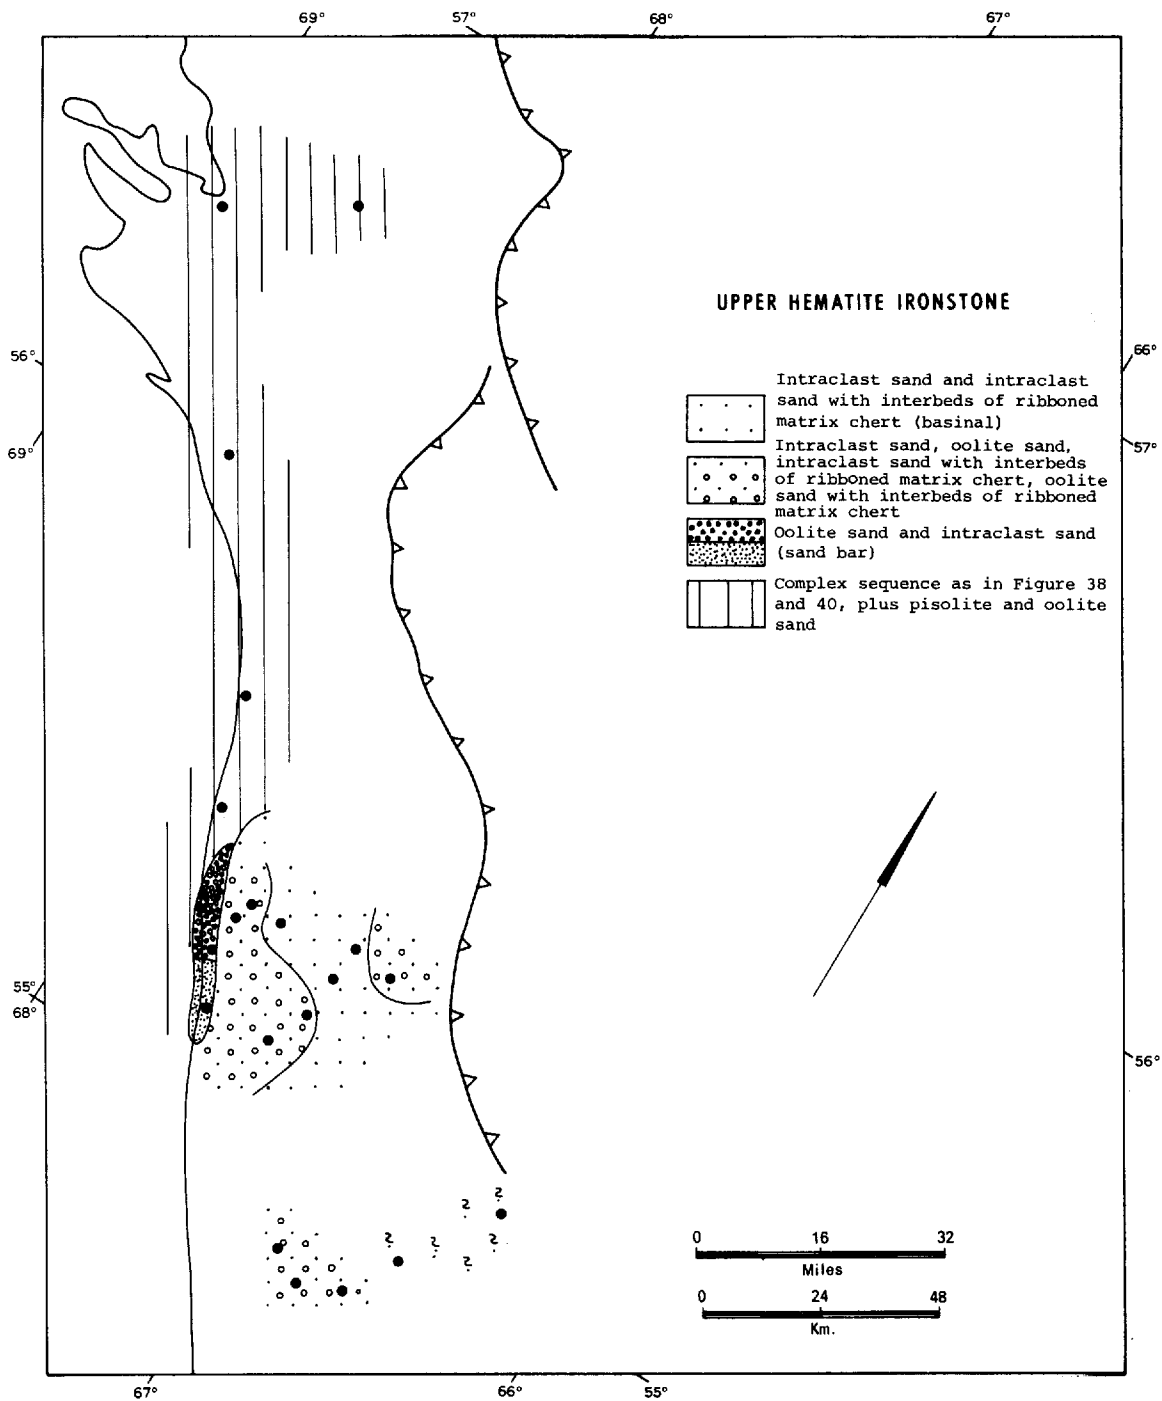 69° 57° 68° 67°
UPPER HEMATITE IRONSTONE
56°
66°
Intraclast sand and intraclast
sand with interbeds of ribboned
matrix chert (basinal)
69°
57°
Intraclast sand, oolite sand,
intraclast sand with interbeds
of ribboned matrix chert, oolite
sand with interbeds of ribboned
matrix chert
Oolite sand and intraclast sand
(sand bar)
Complex sequence as in Figure 38
and 40, plus pisolite and oolite
sand
55°
68°
56°
0 16 32
Miles
0 24 48
Km.
67° 66° 55°